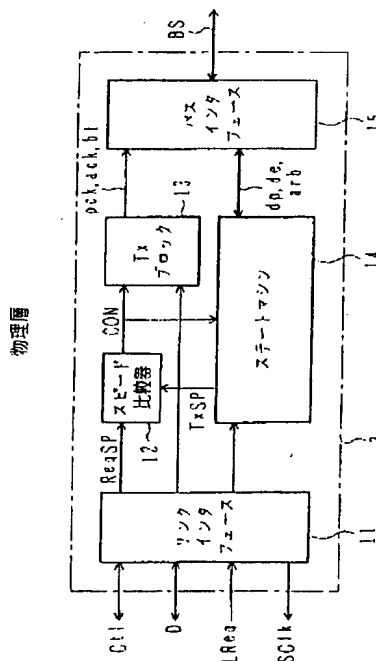 物理層
Ctl
D
LReq
SClk
リンク
インタ
フェース
11
ReqSP
スピード
比較器
12
TxSP
CON
Tx
ブロック
13
ステートマシン
14
pck,ack,bt
dp,de,
arb
バス
インタ
フェース
15
BS